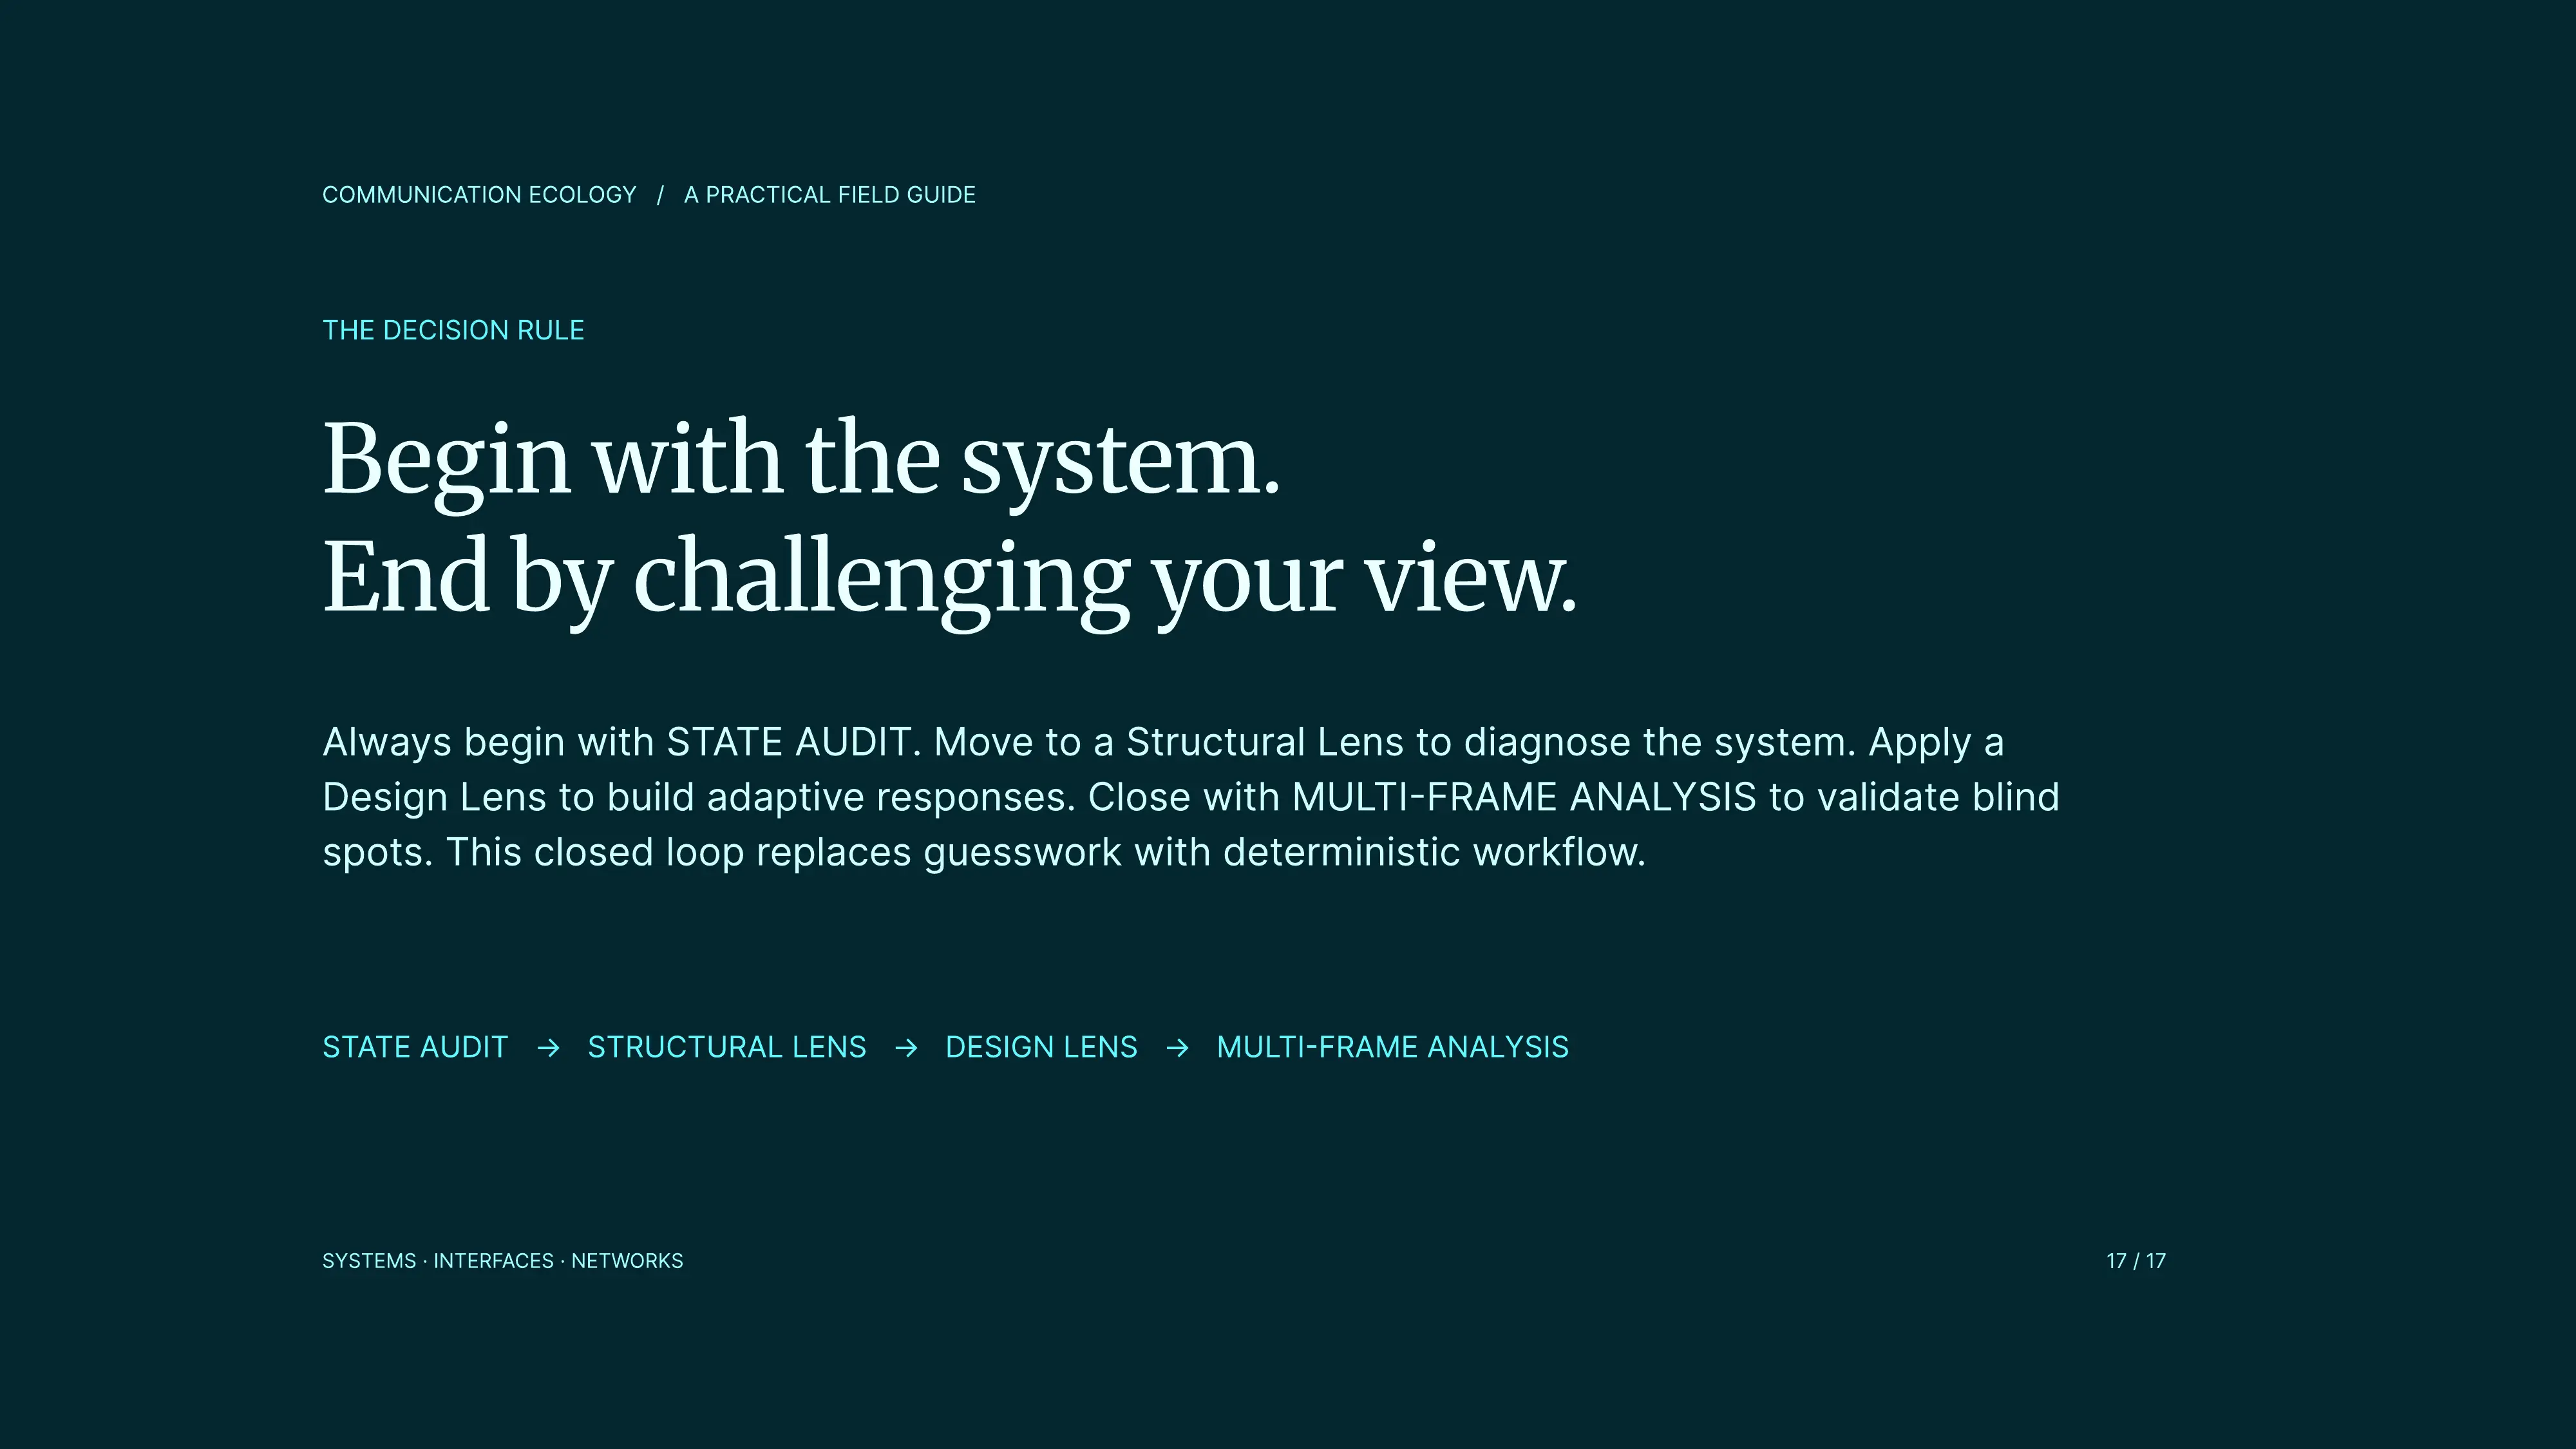 COMMUNICATION ECOLOGY / A PRACTICAL FIELD GUIDE
THE DECISION RULE
Begin with the system.
End by challenging your view.
Always begin with STATE AUDIT. Move to a Structural Lens to diagnose the system. Apply a
Design Lens to build adaptive responses. Close with MULTI-FRAME ANALYSIS to validate blind
spots. This closed loop replaces guesswork with deterministic workflow.
STATE AUDIT → STRUCTURAL LENS → DESIGN LENS → MULTI-FRAME ANALYSIS
SYSTEMS · INTERFACES · NETWORKS
17 / 17